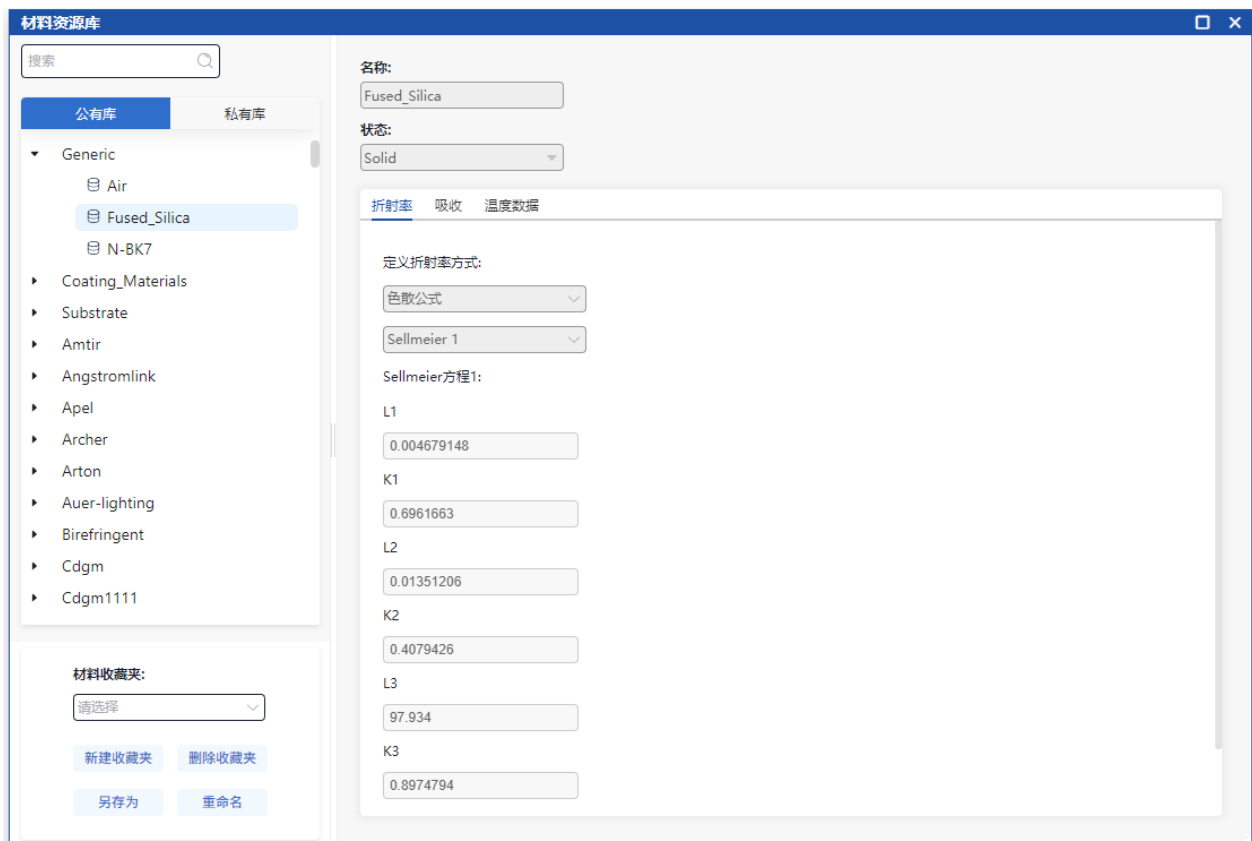 材料资源库
搜索
公有库 私有库
Generic
Air
Fused_Silica
N-BK7
Coating_Materials
Substrate
Amtir
Angstromlink
Apel
Archer
Arton
Auer-lighting
Birefringent
Cdgm
Cdgm1111
材料收藏夹:
请选择
新建收藏夹 删除收藏夹
另存为 重命名
名称:
Fused_Silica
状态:
Solid
折射率 吸收 温度数据
定义折射率方式:
色散公式
Sellmeier 1
Sellmeier方程1:
L1
0.004679148
K1
0.6961663
L2
0.01351206
K2
0.4079426
L3
97.934
K3
0.8974794